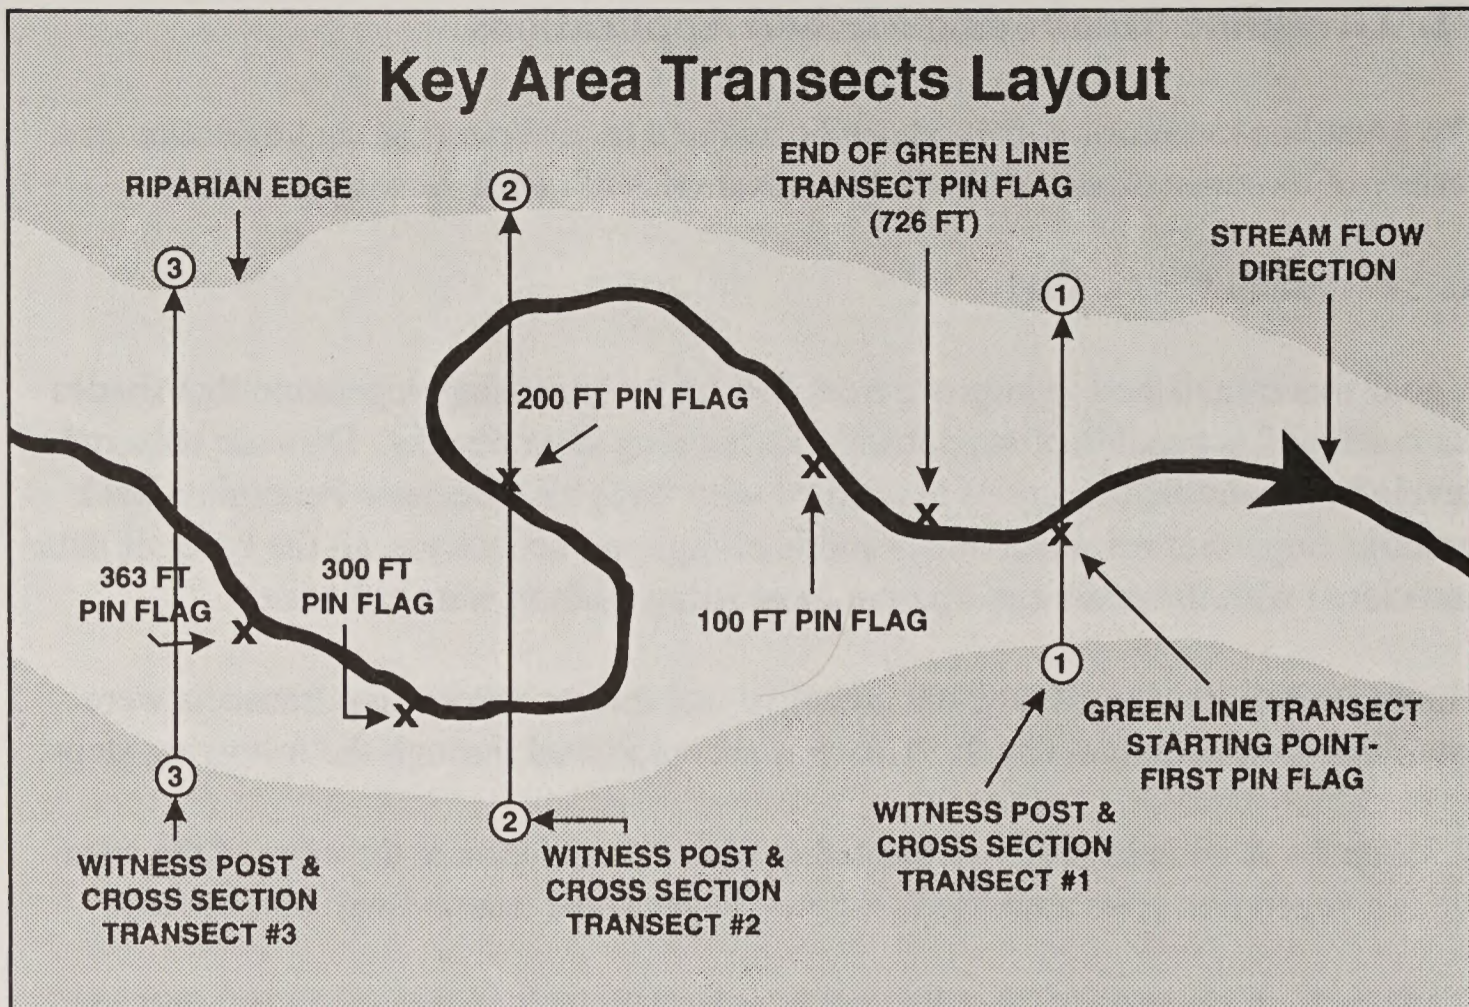 Key Area Transects Layout
RIPARIAN EDGE
2
END OF GREEN LINE
TRANSECT PIN FLAG
(726 FT)
STREAM FLOW
DIRECTION
3
1
200 FT PIN FLAG
X
X
X
X
363 FT
PIN FLAG
300 FT
PIN FLAG
X
X
100 FT PIN FLAG
1
GREEN LINE TRANSECT
STARTING POINT-
FIRST PIN FLAG
3
2
WITNESS POST &
CROSS SECTION
TRANSECT #3
WITNESS POST &
CROSS SECTION
TRANSECT #2
WITNESS POST &
CROSS SECTION
TRANSECT #1